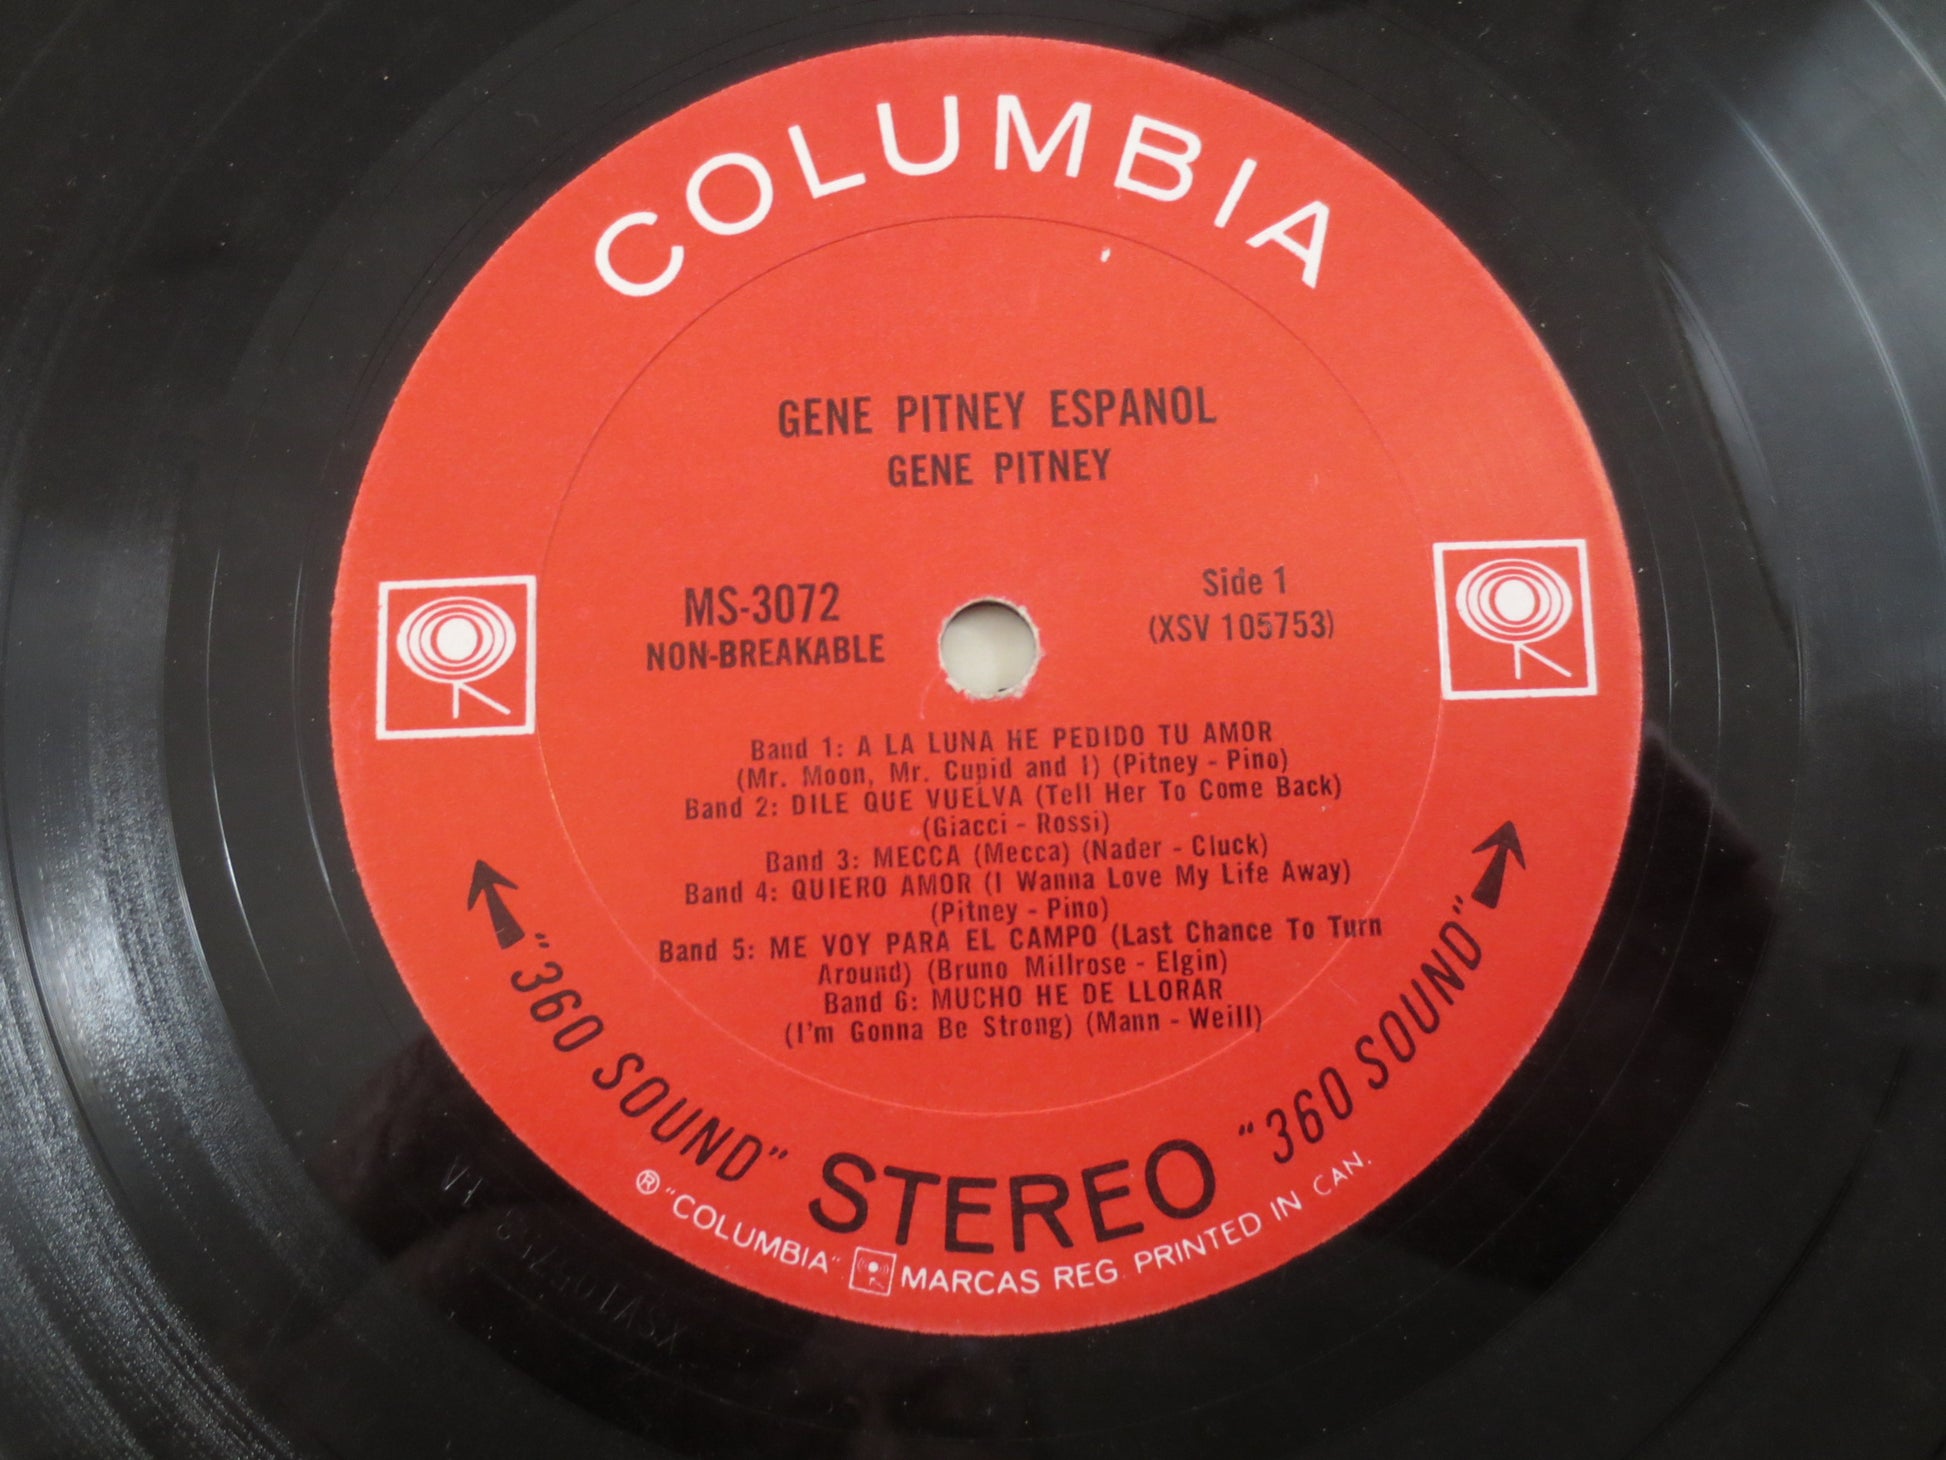 COLUMBIA
GENE PITNEY ESPANOL
GENE PITNEY
MS-3072
NON-BREAKABLE
Side 1
(XSV 105753)
Band 1: A LA LUNA HE PEDIDO TU AMOR
(Mr. Moon, Mr. Cupid and I) (Pitney - Pino)
Band 2: DILE QUE VUELVA (Tell Her To Come Back)
(Giacci - Rossi)
Band 3: MECCA (Mecca) (Nader - Cluck)
Band 4: QUIERO AMOR (I Wanna Love My Life Away)
(Pitney - Pino)
Band 5: ME VOY PARA EL CAMPO (Last Chance To Turn
Around) (Bruno Millrose - Elgin)
Band 6: MUCHO HE DE LLORAR
(I'm Gonna Be Strong) (Mann - Weill)
"360 SOUND" STEREO "360 SOUND"
® "COLUMBIA" MARCAS REG. PRINTED IN CAN.